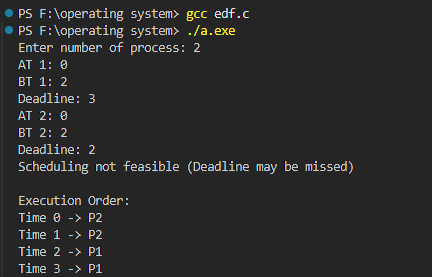 PS F:\operating system> gcc edf.c
PS F:\operating system> ./a.exe
Enter number of process: 2
AT 1: 0
BT 1: 2
Deadline: 3
AT 2: 0
BT 2: 2
Deadline: 2
Scheduling not feasible (Deadline may be missed)
Execution Order:
Time 0 -> P2
Time 1 -> P2
Time 2 -> P1
Time 3 -> P1